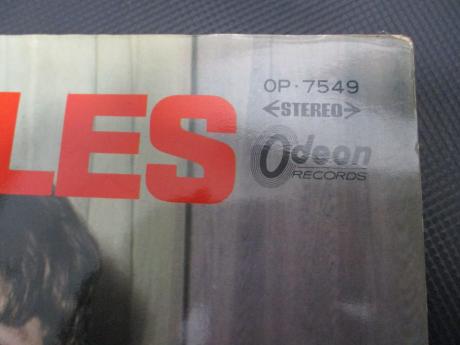 OP·7549
STEREO
LES
Odeon
RECORDS